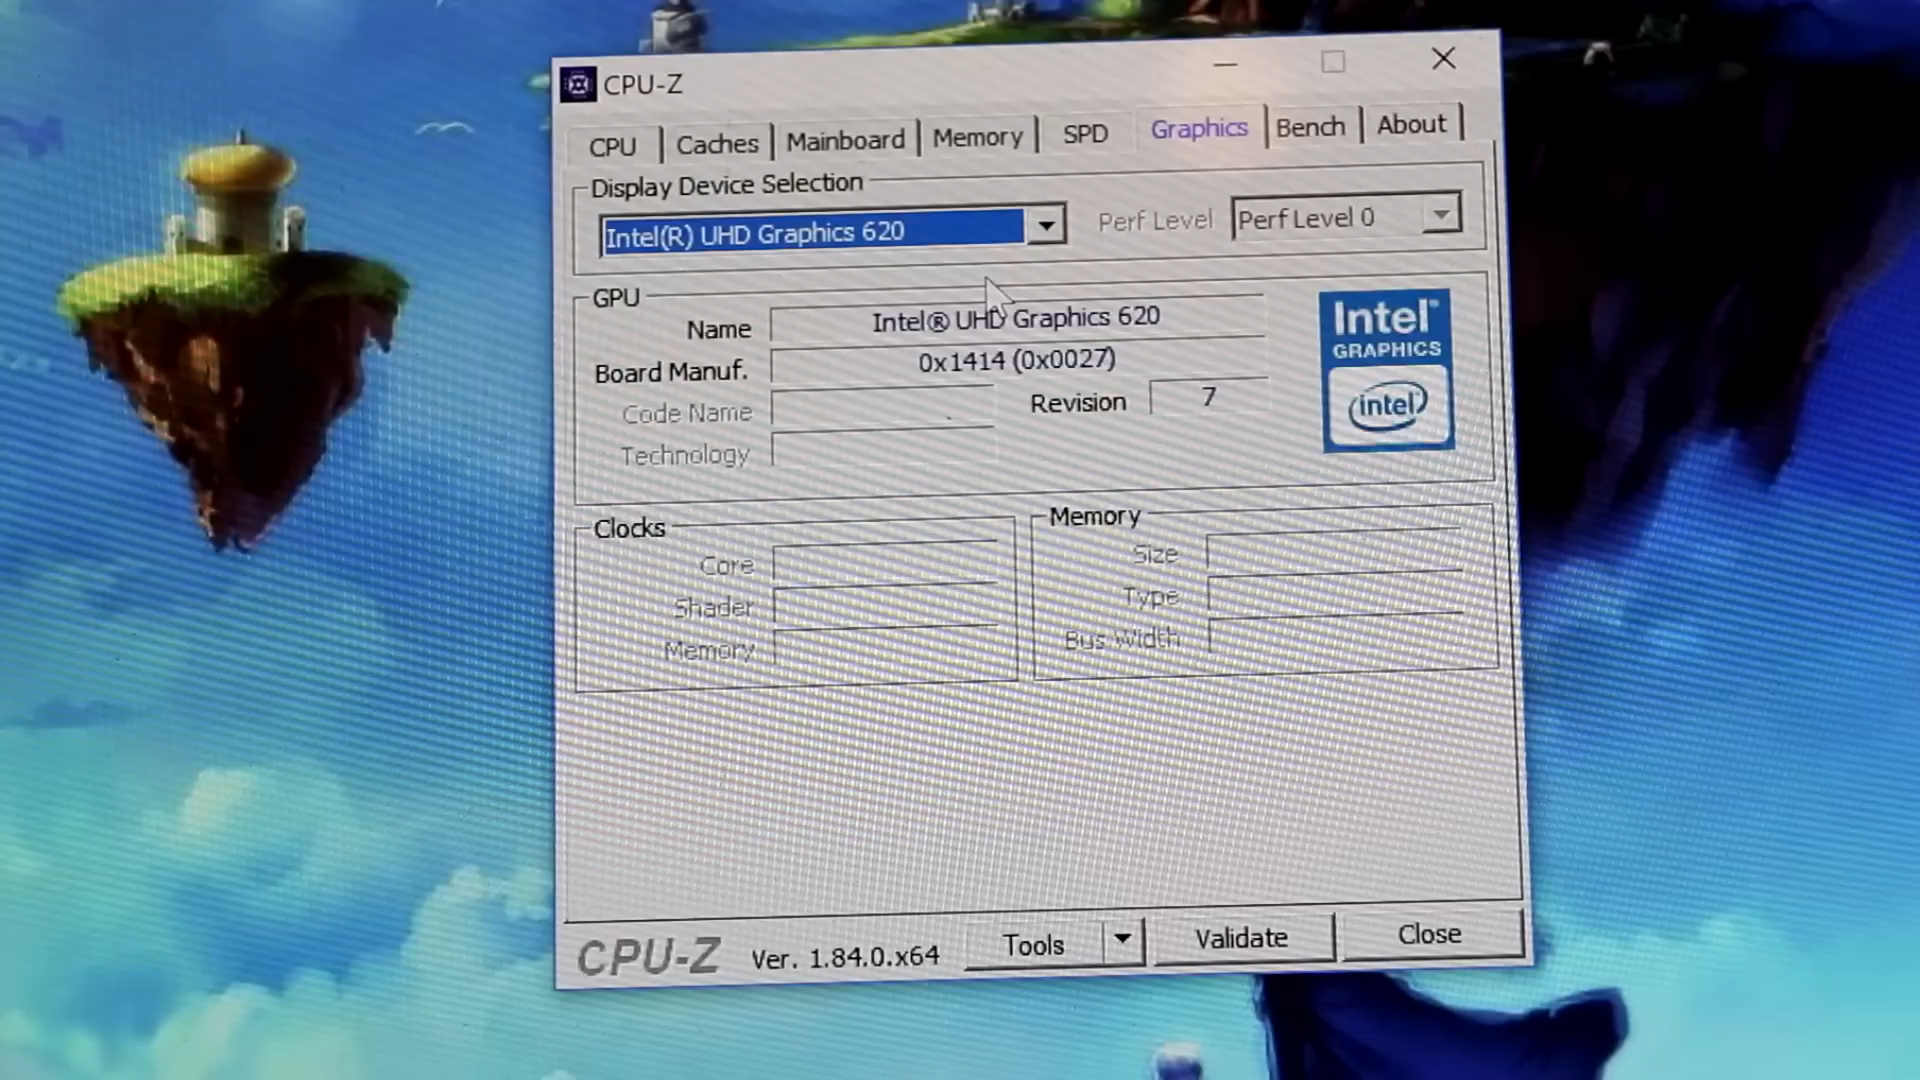 CPU-Z
CPU Caches Mainboard Memory SPD Graphics Bench About
Display Device Selection
Intel(R) UHD Graphics 620 Perf Level Perf Level 0
GPU
Name Intel® UHD Graphics 620
Board Manuf. 0x1414 (0x0027)
Code Name Revision 7
Technology
Intel™
GRAPHICS
intel
Clocks
Core
Shader
Memory
Memory
Size
Type
Bus Width
CPU-Z Ver. 1.84.0.x64 Tools Validate Close